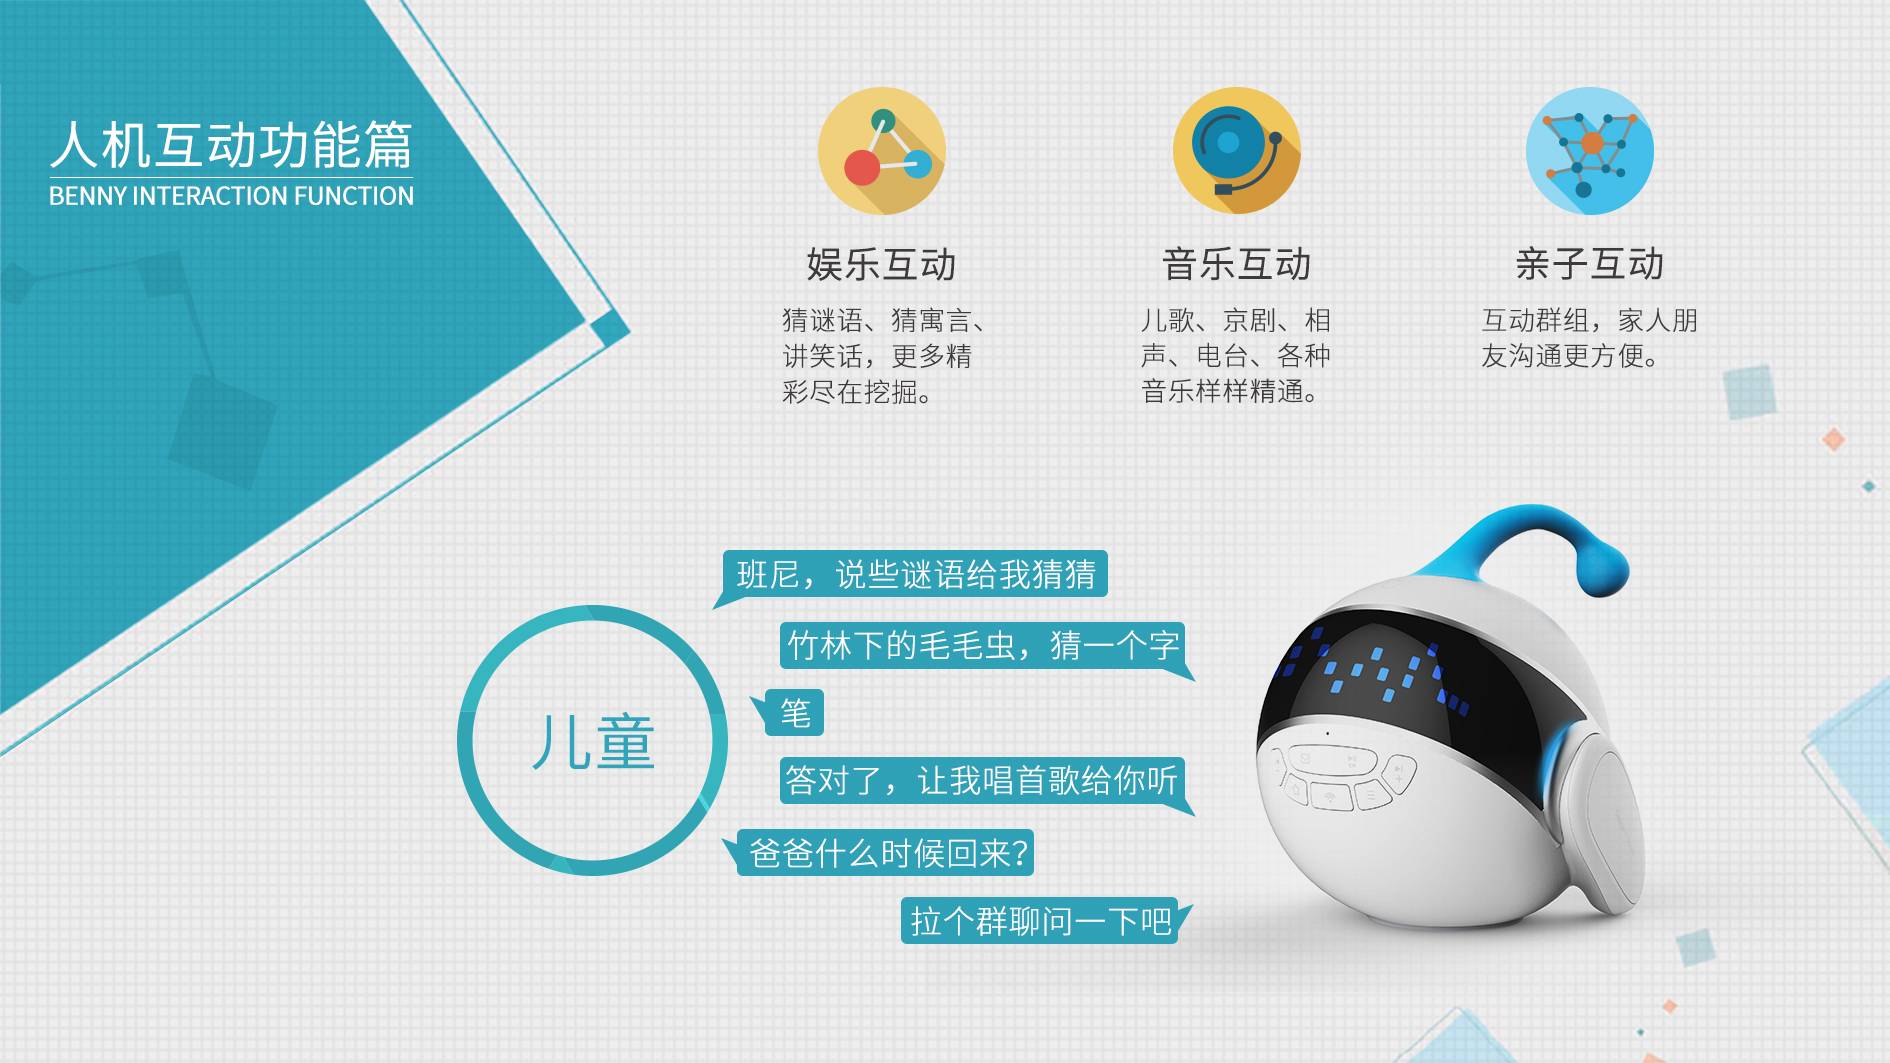 人机互动功能篇
BENNY INTERACTION FUNCTION
娱乐互动
猜谜语、猜寓言、
讲笑话，更多精
彩尽在挖掘。
音乐互动
儿歌、京剧、相
声、电台、各种
音乐样样精通。
亲子互动
互动群组，家人朋
友沟通更方便。
儿童
班尼，说些谜语给我猜猜
竹林下的毛毛虫，猜一个字
笔
答对了，让我唱首歌给你听
爸爸什么时候回来?
拉个群聊问一下吧